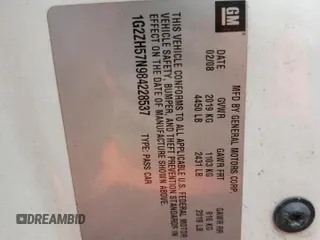 GM
MFD BY GENERAL MOTORS CORP.
DATE GVWR GAWR FRT GAWR RR
02/08 2019 KG 1103 KG 916 KG
4450 LB 2431 LB 2019 LB
THIS VEHICLE CONFORMS TO ALL APPLICABLE U.S. FEDERAL MOTOR
VEHICLE SAFETY, BUMPER, AND THEFT PREVENTION STANDARDS IN
EFFECT ON THE DATE OF MANUFACTURE SHOWN ABOVE.
1G2ZH57N984228537 TYPE: PASS CAR
DREAMBID